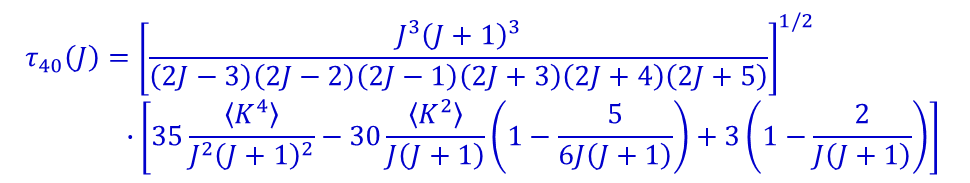 τ₄₀(J) = [ J³(J + 1)³ / ((2J − 3)(2J − 2)(2J − 1)(2J + 3)(2J + 4)(2J + 5)) ]^{1/2}
· [ 35 ⟨K⁴⟩ / (J²(J + 1)²) − 30 ⟨K²⟩ / (J(J + 1)) (1 − 5 / (6J(J + 1))) + 3 (1 − 2 / (J(J + 1))) ]